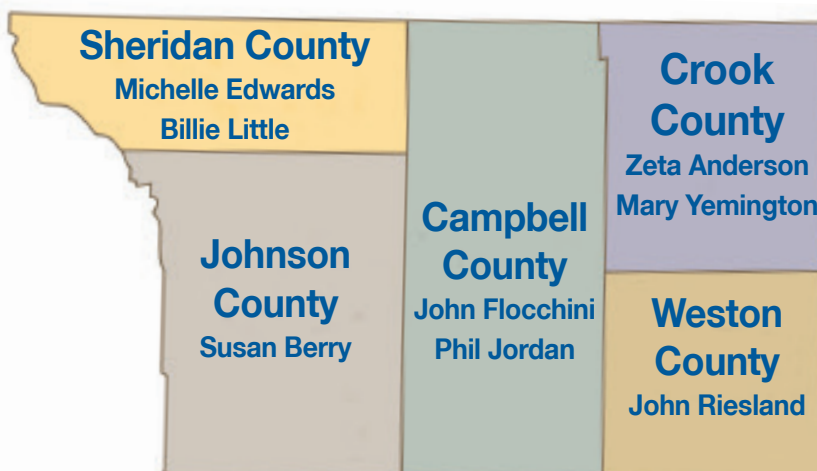 Sheridan County
Michelle Edwards
Billie Little
Johnson
County
Susan Berry
Campbell
County
John Flocchini
Phil Jordan
Crook
County
Zeta Anderson
Mary Yemington
Weston
County
John Riesland